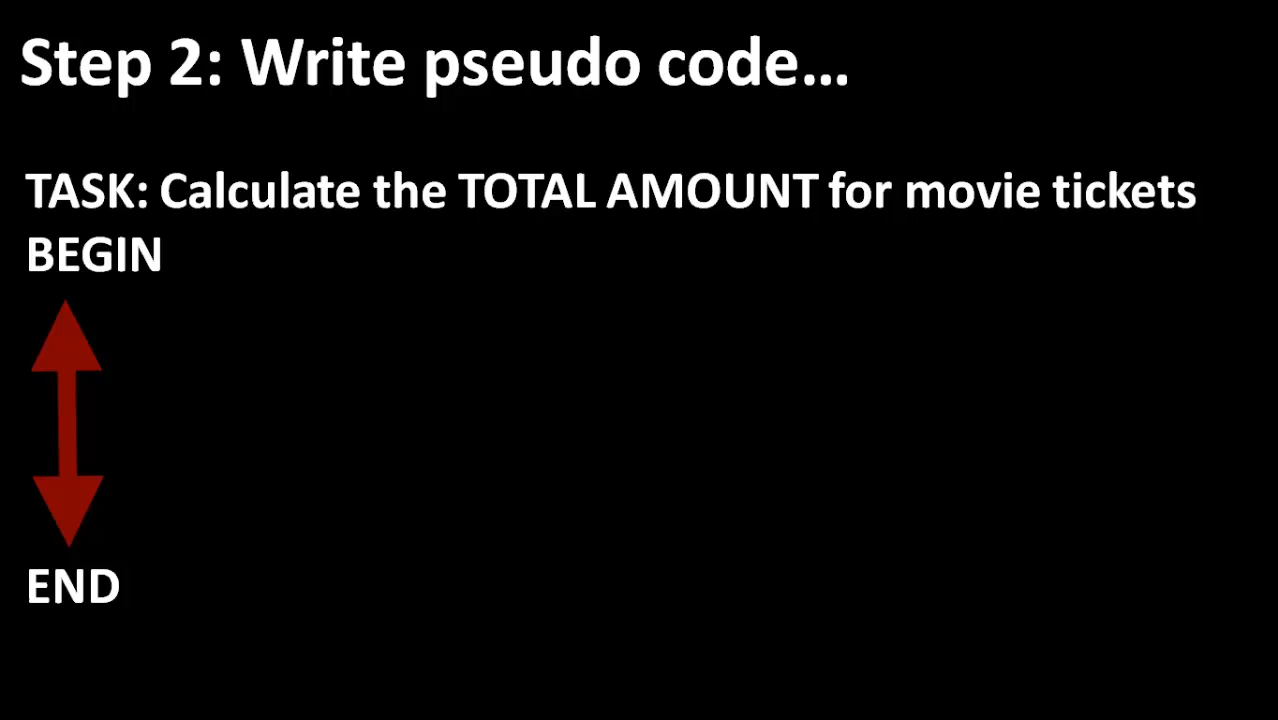 Step 2: Write pseudo code...
TASK: Calculate the TOTAL AMOUNT for movie tickets
BEGIN
END